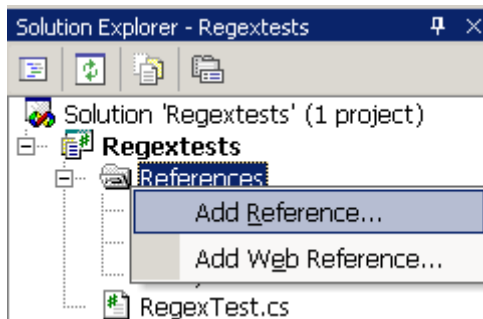 Solution Explorer - Regextests
Solution 'Regextests' (1 project)
Regextests
References
Add Reference...
Add Web Reference...
RegexTest.cs